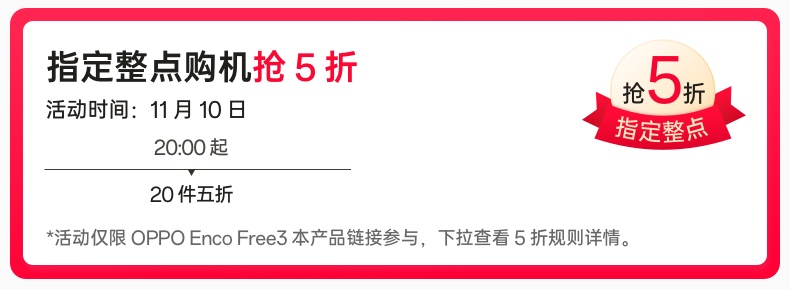 指定整点购机抢 5 折
活动时间：11 月 10 日
20:00 起
20 件五折
*活动仅限 OPPO Enco Free3 本产品链接参与，下拉查看 5 折规则详情。
抢5折
指定整点